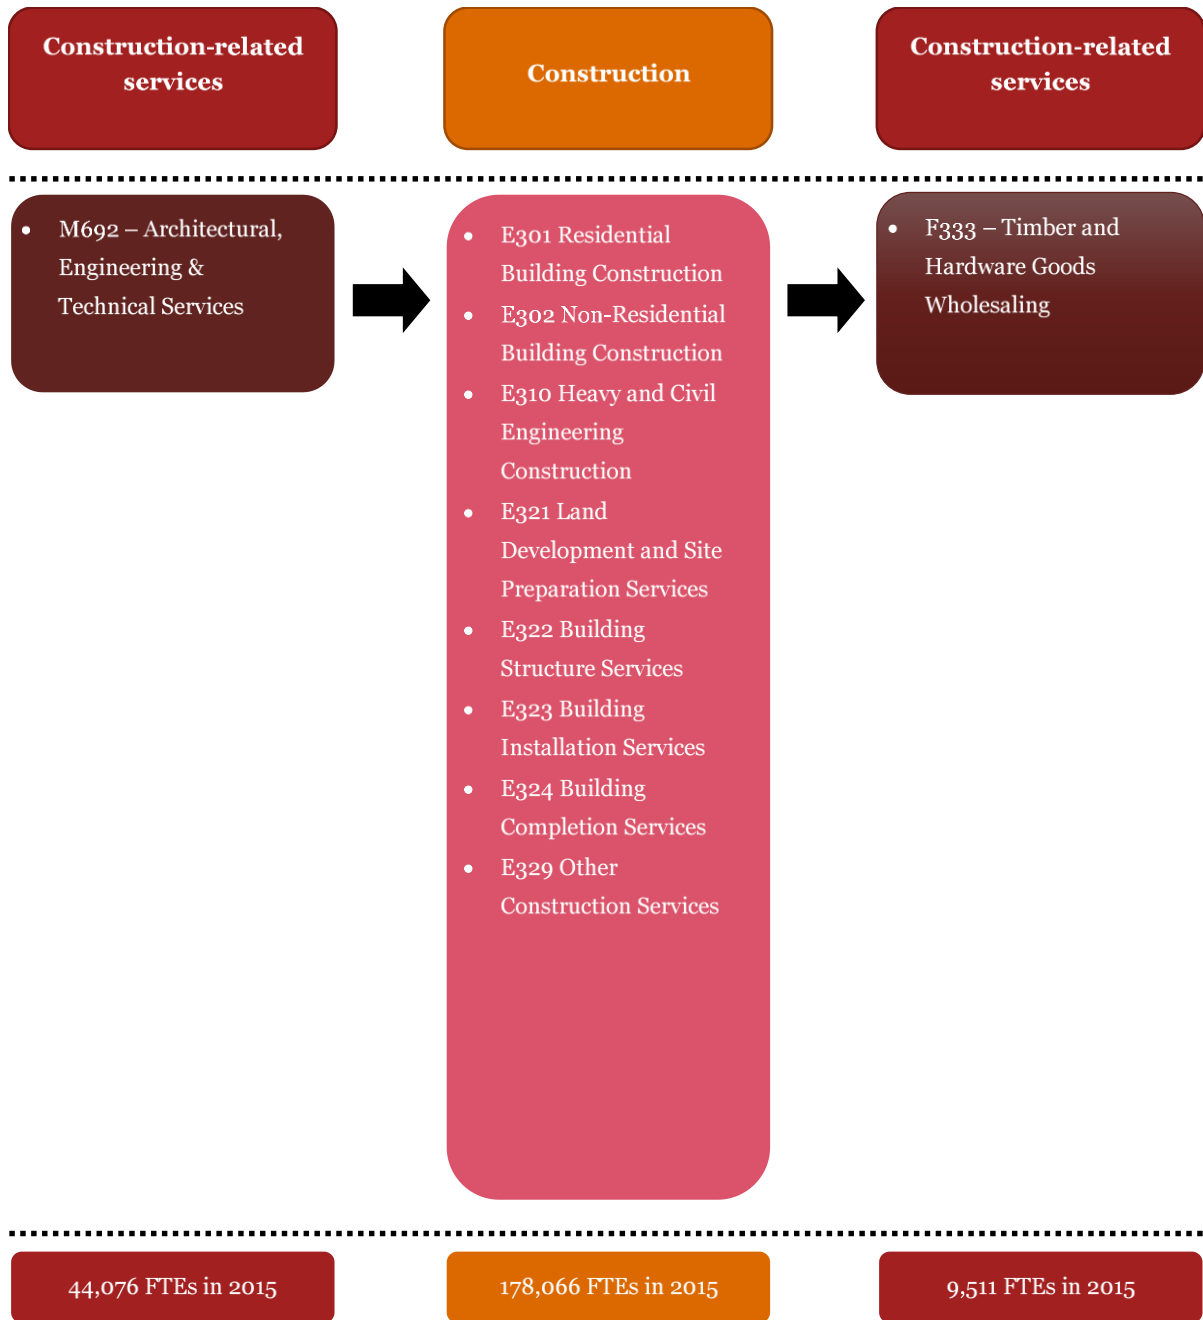 Construction-related
services
Construction
Construction-related
services
• M692 – Architectural,
Engineering &
Technical Services
• E301 Residential
Building Construction
• E302 Non-Residential
Building Construction
• E310 Heavy and Civil
Engineering
Construction
• E321 Land
Development and Site
Preparation Services
• E322 Building
Structure Services
• E323 Building
Installation Services
• E324 Building
Completion Services
• E329 Other
Construction Services
• F333 – Timber and
Hardware Goods
Wholesaling
44,076 FTEs in 2015
178,066 FTEs in 2015
9,511 FTEs in 2015